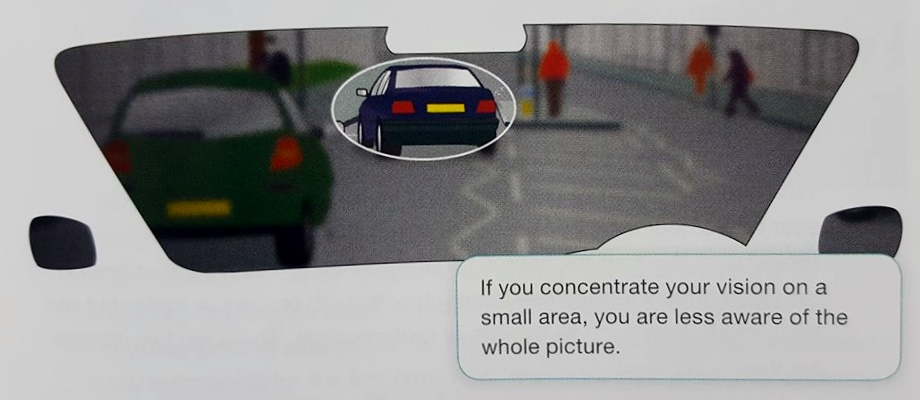 If you concentrate your vision on a
small area, you are less aware of the
whole picture.